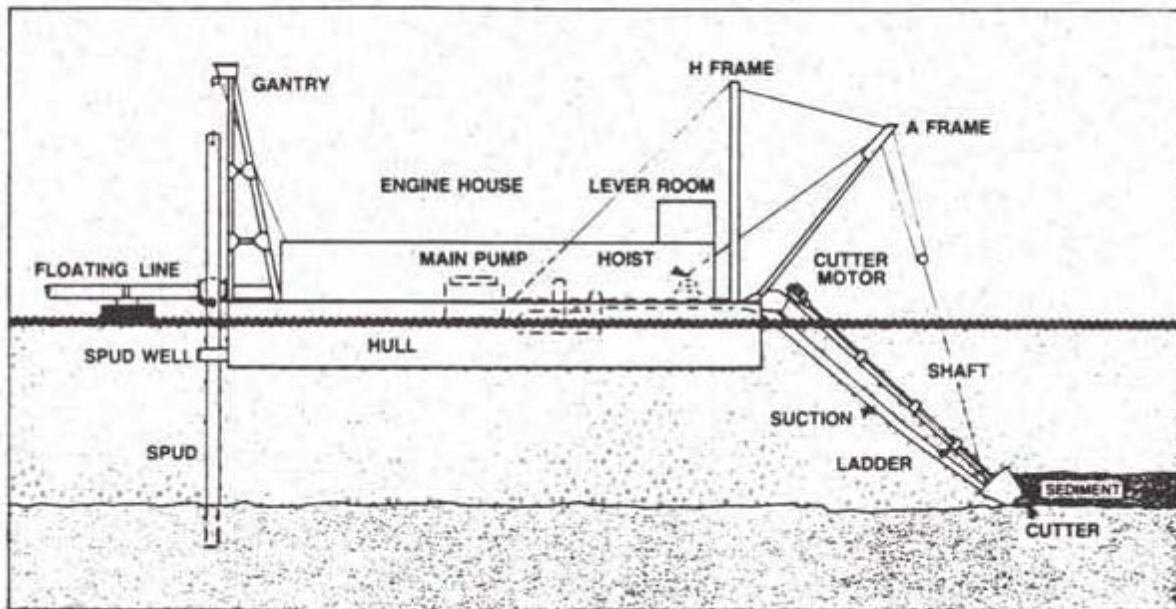 GANTRY
H FRAME
A FRAME
ENGINE HOUSE
LEVER ROOM
FLOATING LINE
MAIN PUMP
HOIST
CUTTER
MOTOR
SPUD WELL
HULL
SHAFT
SUCTION
SPUD
LADDER
SEDIMENT
CUTTER